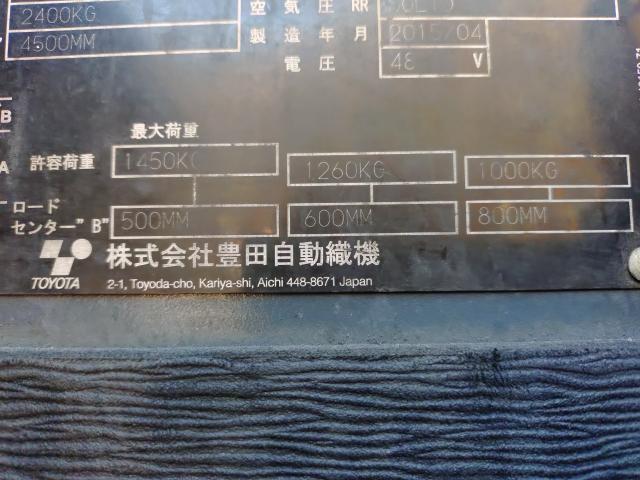 2400KG 空気圧 RR
4500MM 製造年月 2015/04
電圧 48 V
B
A
最大荷重
許容荷重 1450KG 1260KG 1000KG
ロード
センター"B" 500MM 600MM 800MM
TOYOTA 株式会社豊田自動織機
2-1, Toyoda-cho, Kariya-shi, Aichi 448-8671 Japan